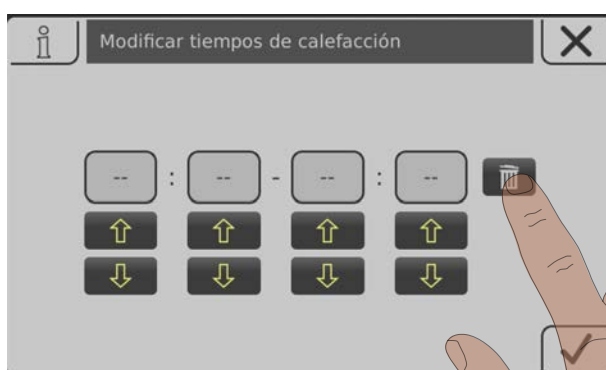 Modificar tiempos de calefacción
-- : -- - -- : --